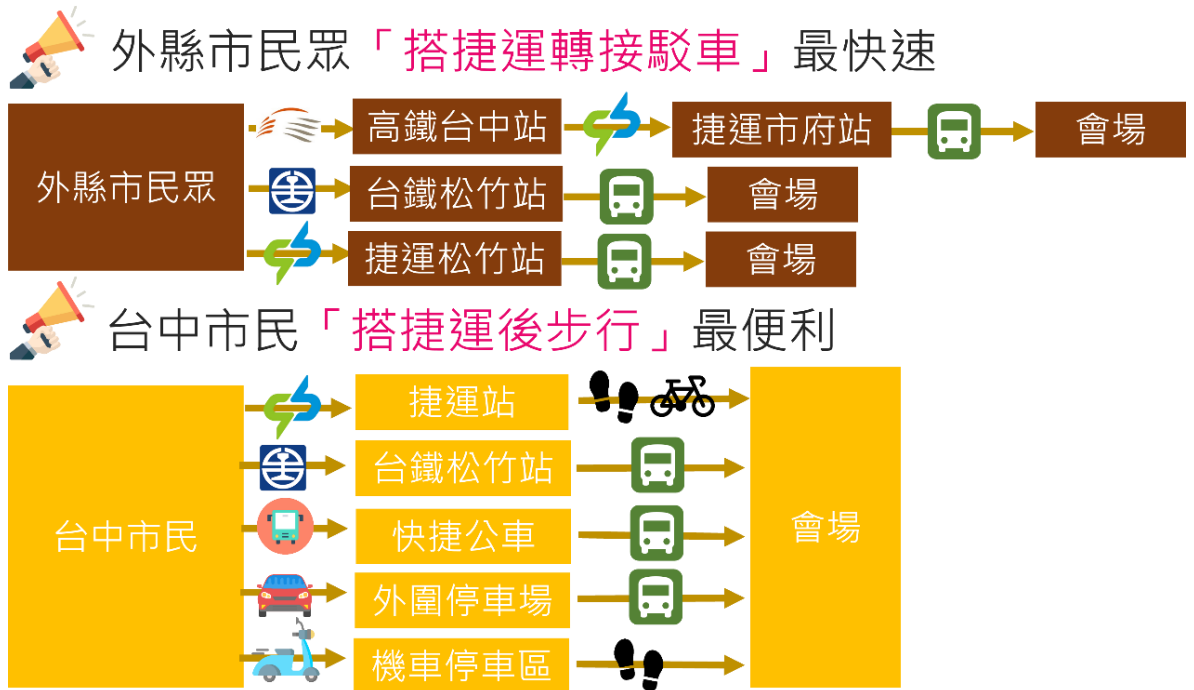 外縣市民眾「搭捷運轉接駁車」最快速
外縣市民眾
高鐵台中站
捷運市府站
會場
台鐵松竹站
會場
捷運松竹站
會場
台中市民「搭捷運後步行」最便利
台中市民
捷運站
台鐵松竹站
快捷公車
外圍停車場
機車停車區
會場